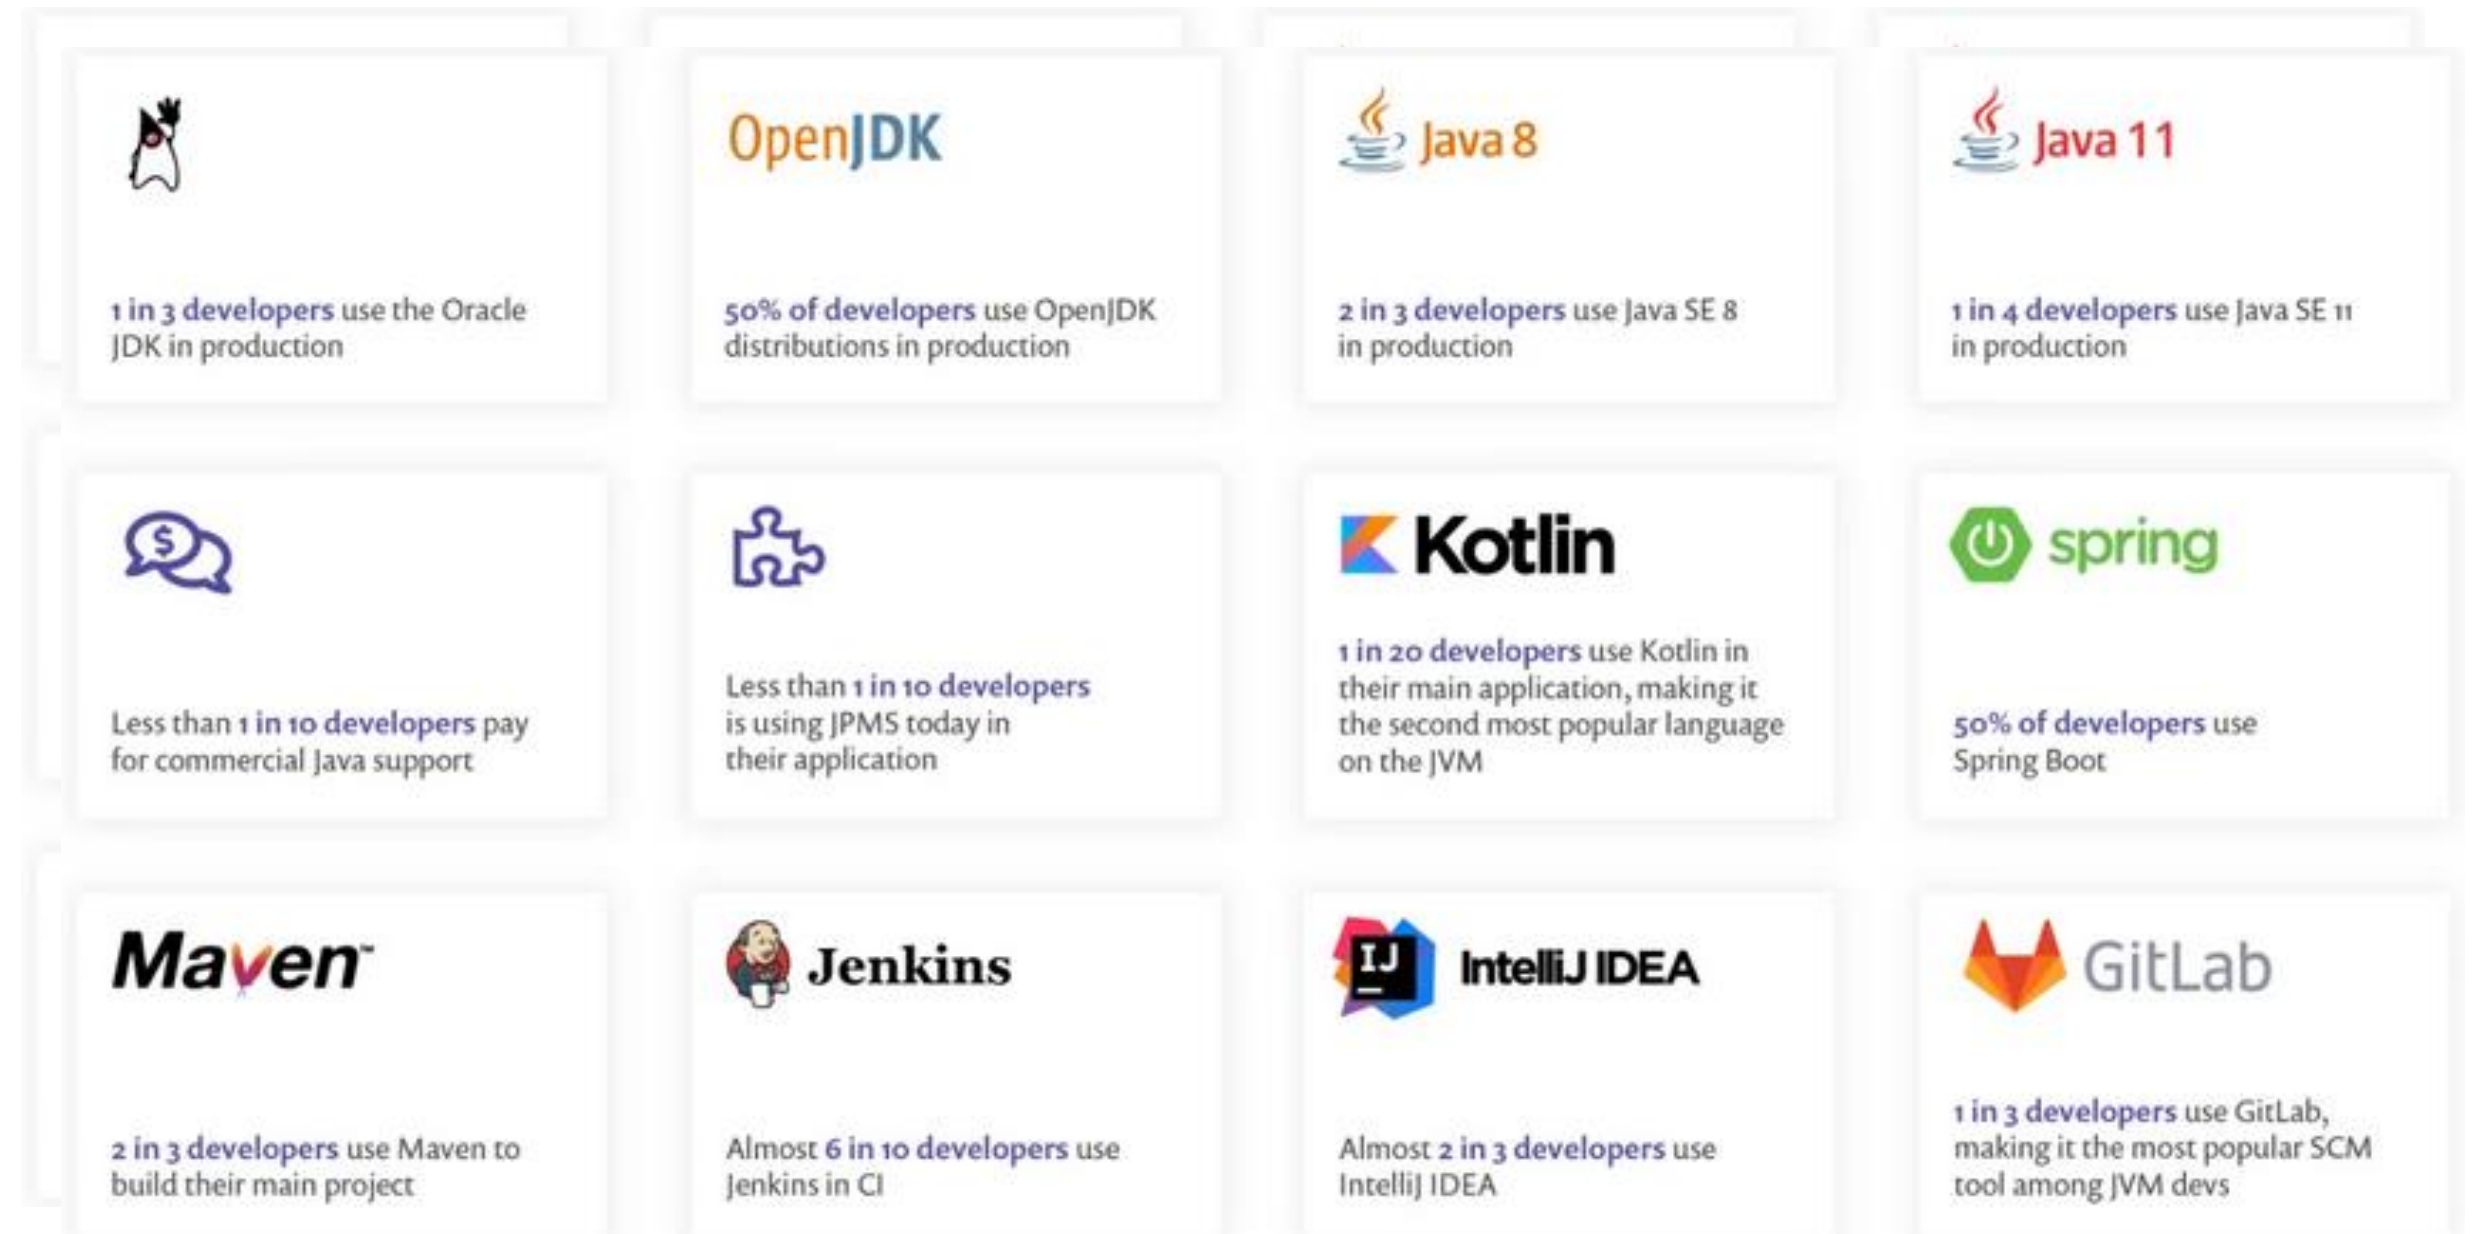 OpenJDK
Java 8
Java 11
1 in 3 developers use the Oracle
JDK in production
50% of developers use OpenJDK
distributions in production
2 in 3 developers use Java SE 8
in production
1 in 4 developers use Java SE 11
in production
$
Kotlin
spring
Less than 1 in 10 developers pay
for commercial Java support
Less than 1 in 10 developers
is using JPMS today in
their application
1 in 20 developers use Kotlin in
their main application, making it
the second most popular language
on the JVM
50% of developers use
Spring Boot
Maven™
Jenkins
IJ
IntelliJ IDEA
GitLab
2 in 3 developers use Maven to
build their main project
Almost 6 in 10 developers use
Jenkins in CI
Almost 2 in 3 developers use
IntelliJ IDEA
1 in 3 developers use GitLab,
making it the most popular SCM
tool among JVM devs